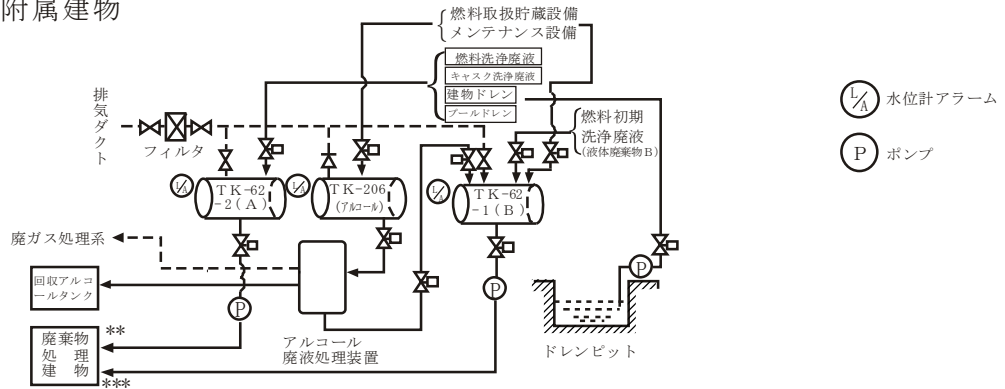 附属建物
燃料取扱貯蔵設備
メンテナンス設備
燃料洗浄廃液
キャスク洗浄廃液
建物ドレン
プールドレン
排気ダクト
フィルタ
燃料初期
洗浄廃液
(液体廃棄物B)
L/A
水位計アラーム
P
ポンプ
L/A
TK-62
-2(A)
L/A
TK-206
(アルコール)
L/A
TK-62
-1(B)
廃ガス処理系
回収アルコ
ールタンク
P
P
P
**
廃棄物
処 理
建 物
***
アルコール
廃液処理装置
ドレンピット